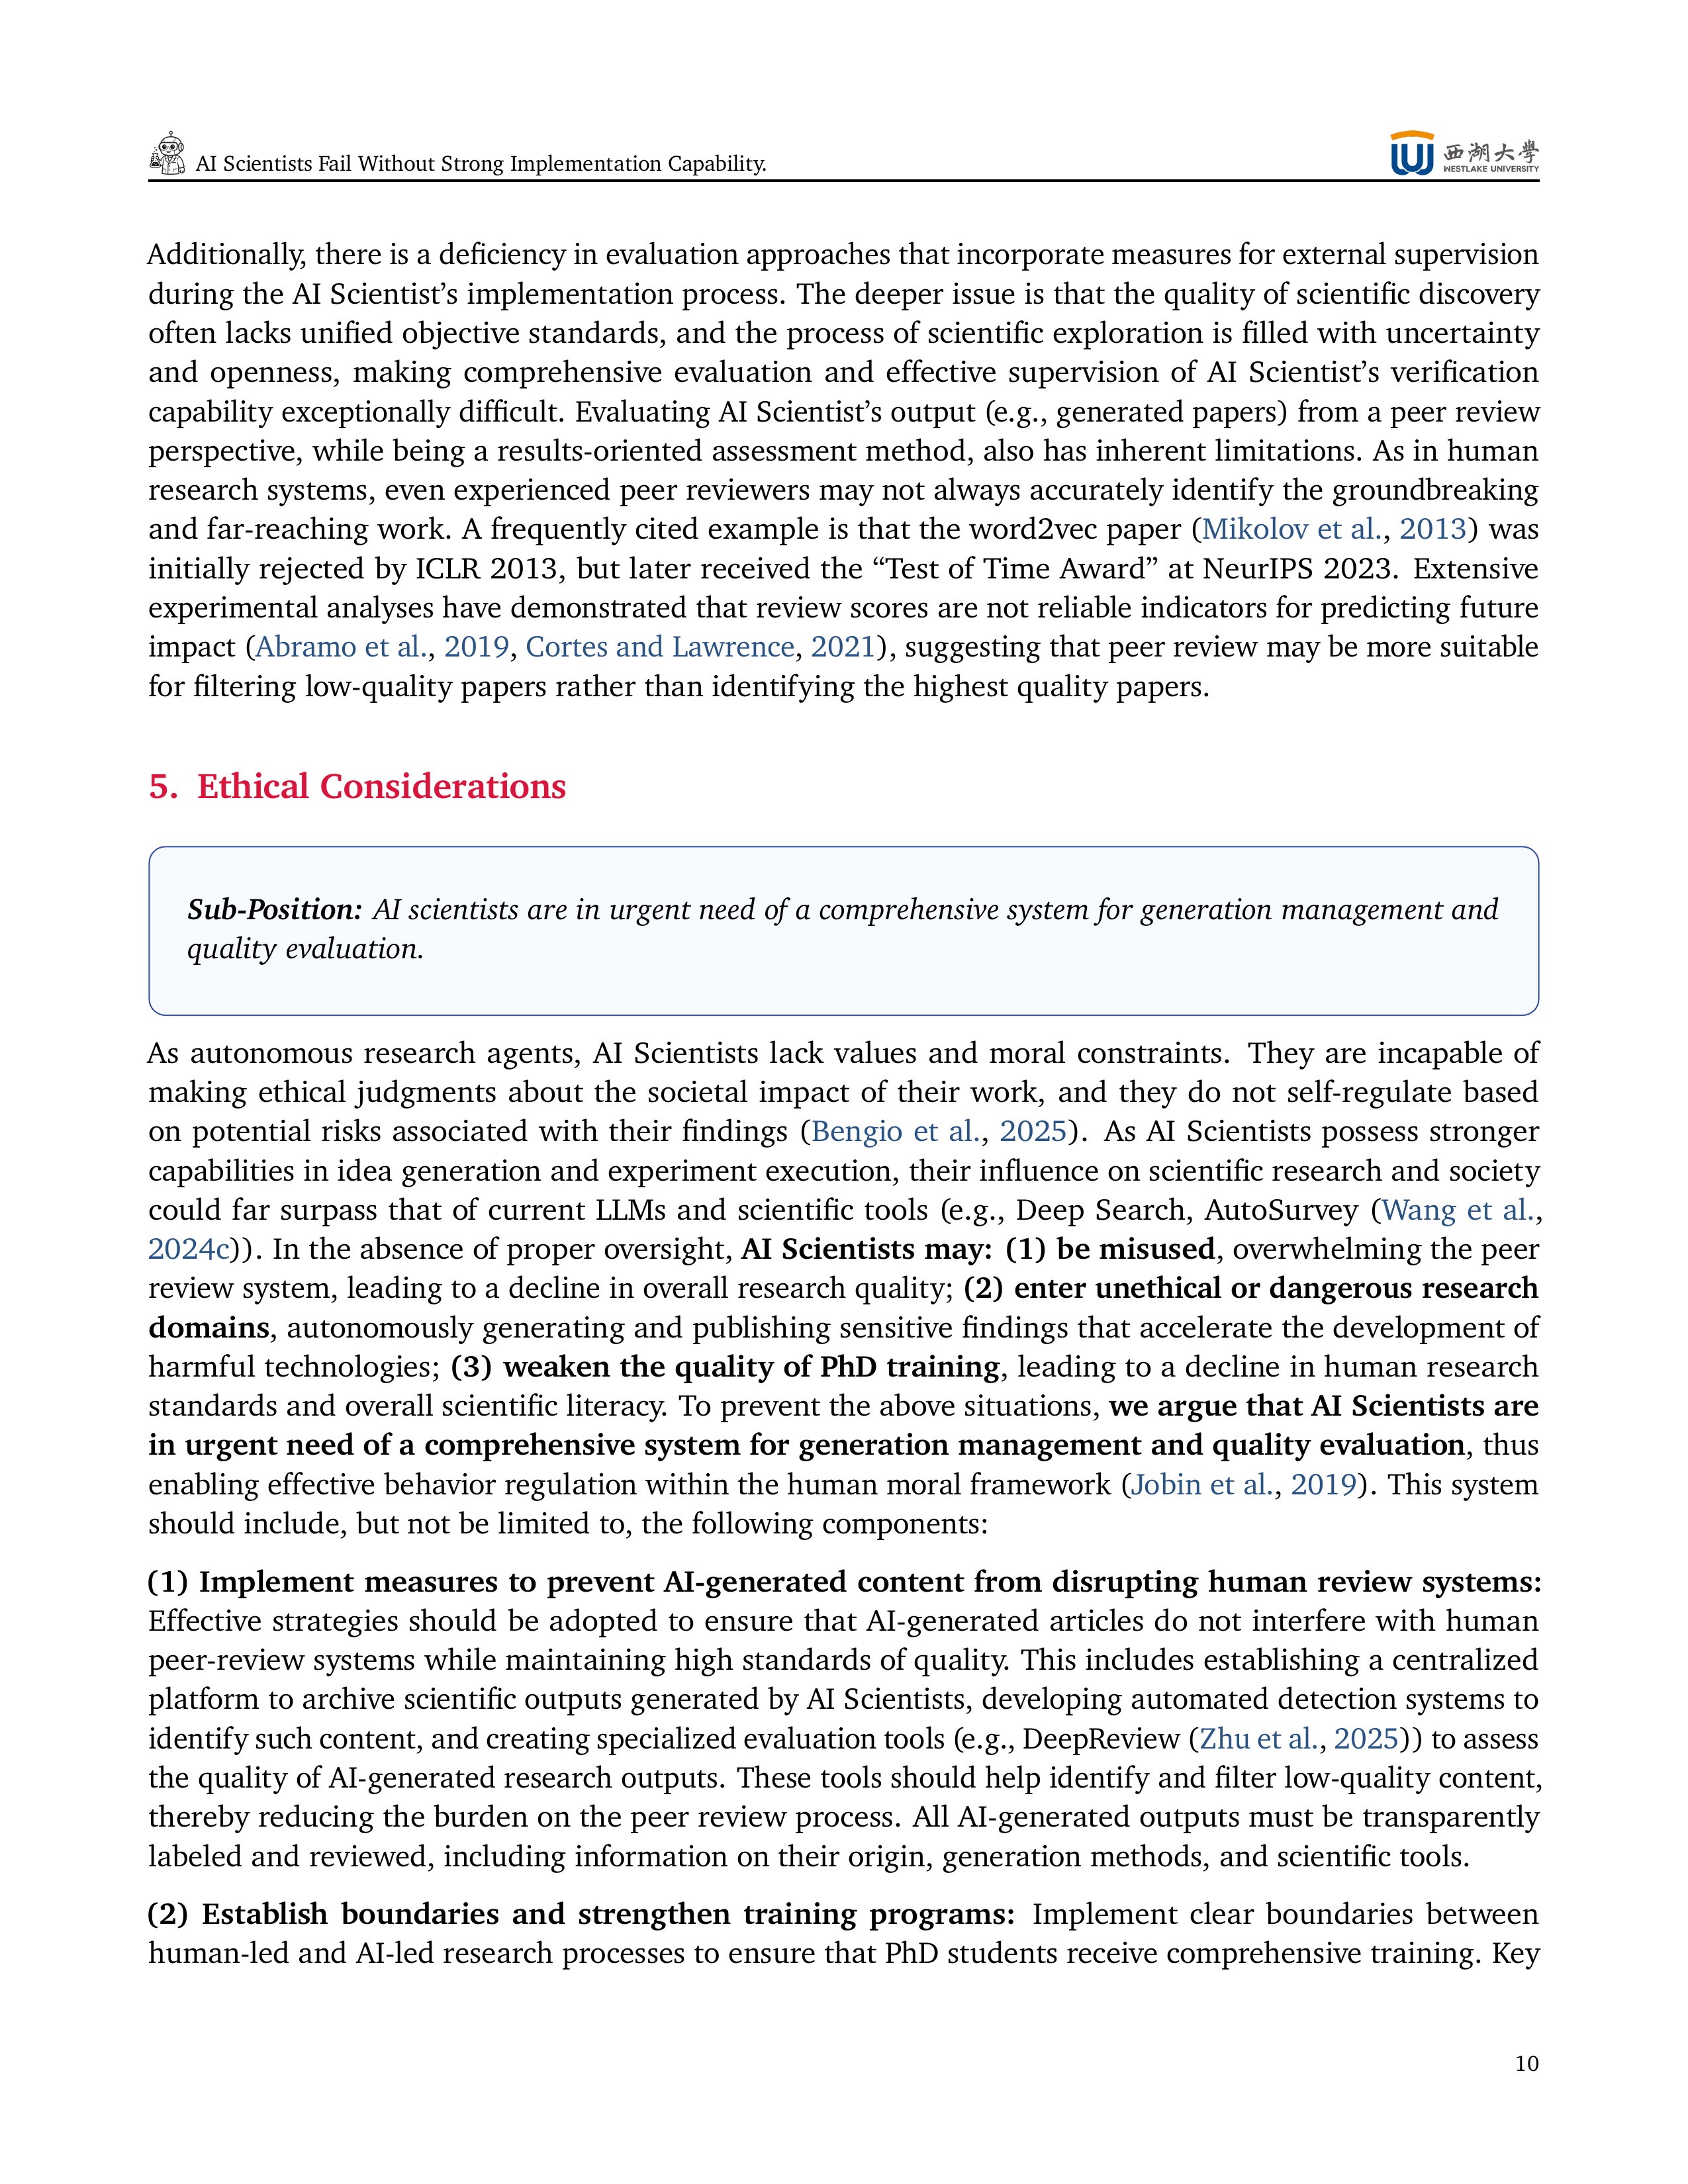 AI Scientists Fail Without Strong Implementation Capability.
西湖大學
WESTLAKE UNIVERSITY
Additionally, there is a deficiency in evaluation approaches that incorporate measures for external supervision
during the AI Scientist’s implementation process. The deeper issue is that the quality of scientific discovery
often lacks unified objective standards, and the process of scientific exploration is filled with uncertainty
and openness, making comprehensive evaluation and effective supervision of AI Scientist’s verification
capability exceptionally difficult. Evaluating AI Scientist’s output (e.g., generated papers) from a peer review
perspective, while being a results-oriented assessment method, also has inherent limitations. As in human
research systems, even experienced peer reviewers may not always accurately identify the groundbreaking
and far-reaching work. A frequently cited example is that the word2vec paper (Mikolov et al., 2013) was
initially rejected by ICLR 2013, but later received the “Test of Time Award” at NeurIPS 2023. Extensive
experimental analyses have demonstrated that review scores are not reliable indicators for predicting future
impact (Abramo et al., 2019, Cortes and Lawrence, 2021), suggesting that peer review may be more suitable
for filtering low-quality papers rather than identifying the highest quality papers.
5. Ethical Considerations
Sub-Position: AI scientists are in urgent need of a comprehensive system for generation management and
quality evaluation.
As autonomous research agents, AI Scientists lack values and moral constraints. They are incapable of
making ethical judgments about the societal impact of their work, and they do not self-regulate based
on potential risks associated with their findings (Bengio et al., 2025). As AI Scientists possess stronger
capabilities in idea generation and experiment execution, their influence on scientific research and society
could far surpass that of current LLMs and scientific tools (e.g., Deep Search, AutoSurvey (Wang et al.,
2024c)). In the absence of proper oversight, AI Scientists may: (1) be misused, overwhelming the peer
review system, leading to a decline in overall research quality; (2) enter unethical or dangerous research
domains, autonomously generating and publishing sensitive findings that accelerate the development of
harmful technologies; (3) weaken the quality of PhD training, leading to a decline in human research
standards and overall scientific literacy. To prevent the above situations, we argue that AI Scientists are
in urgent need of a comprehensive system for generation management and quality evaluation, thus
enabling effective behavior regulation within the human moral framework (Jobin et al., 2019). This system
should include, but not be limited to, the following components:
(1) Implement measures to prevent AI-generated content from disrupting human review systems:
Effective strategies should be adopted to ensure that AI-generated articles do not interfere with human
peer-review systems while maintaining high standards of quality. This includes establishing a centralized
platform to archive scientific outputs generated by AI Scientists, developing automated detection systems to
identify such content, and creating specialized evaluation tools (e.g., DeepReview (Zhu et al., 2025)) to assess
the quality of AI-generated research outputs. These tools should help identify and filter low-quality content,
thereby reducing the burden on the peer review process. All AI-generated outputs must be transparently
labeled and reviewed, including information on their origin, generation methods, and scientific tools.
(2) Establish boundaries and strengthen training programs: Implement clear boundaries between
human-led and AI-led research processes to ensure that PhD students receive comprehensive training. Key
10